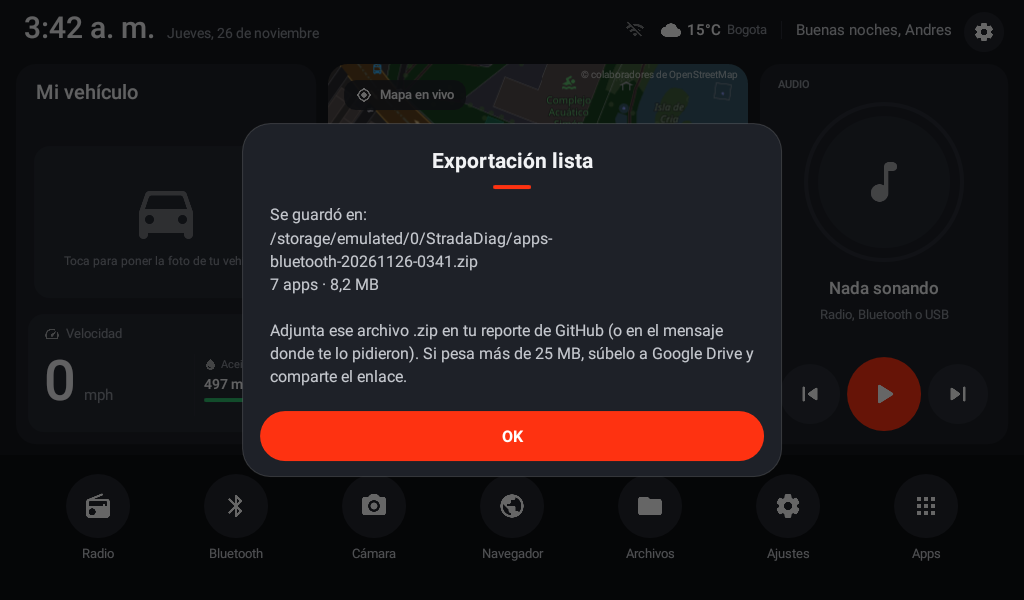 3:42 a. m.
Jueves, 26 de noviembre
15°C Bogota
Buenas noches, Andres
Mi vehículo
Mapa en vivo
© colaboradores de OpenStreetMap
Complejo
Acuático
Isla de
AUDIO
Toca para poner la foto de tu
Velocidad
0 mph
497
Exportación lista
Se guardó en:
/storage/emulated/0/StradaDiag/apps-
bluetooth-20261126-0341.zip
7 apps · 8,2 MB
Adjunta ese archivo .zip en tu reporte de GitHub (o en el mensaje
donde te lo pidieron). Si pesa más de 25 MB, súbelo a Google Drive y
comparte el enlace.
OK
Nada sonando
Radio, Bluetooth o USB
Radio
Bluetooth
Cámara
Navegador
Archivos
Ajustes
Apps